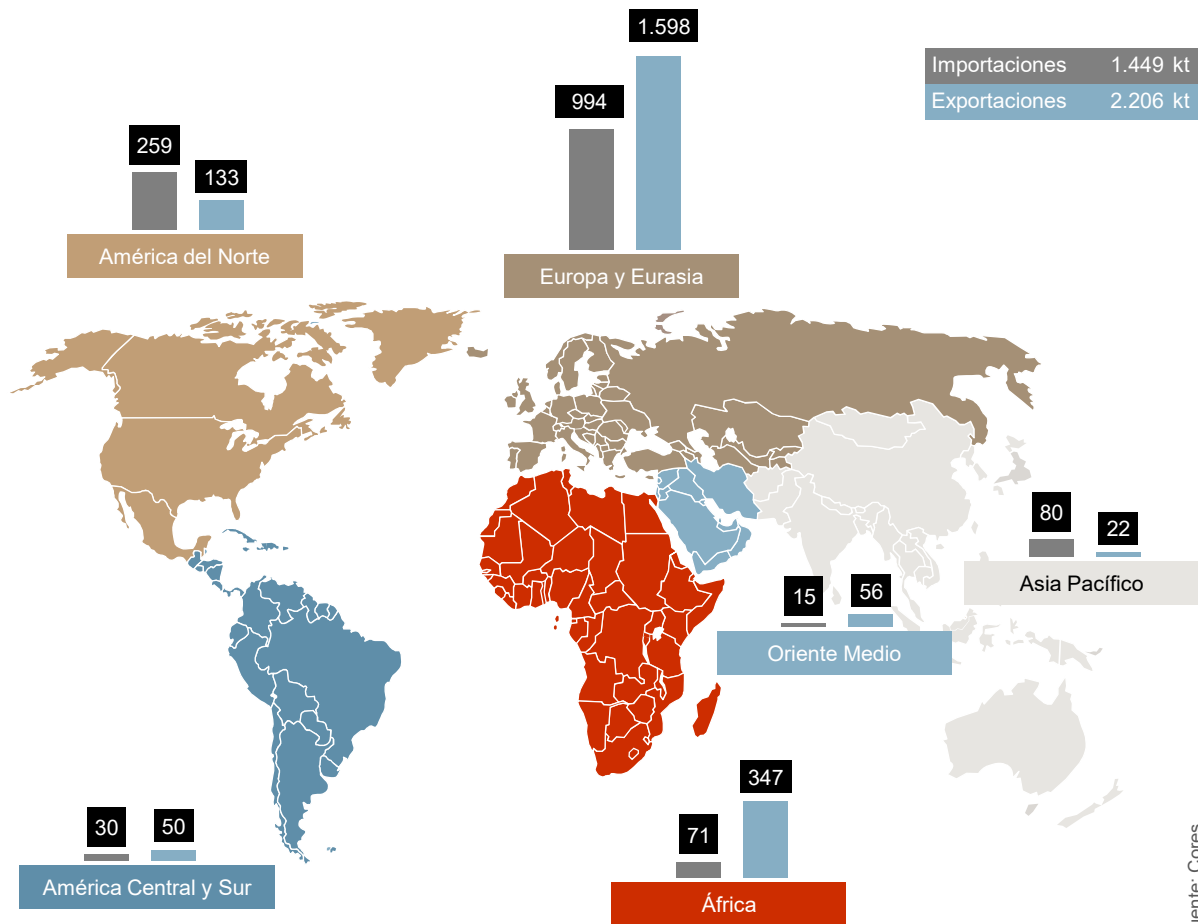 1.598
994
Importaciones 1.449 kt
Exportaciones 2.206 kt
259
133
América del Norte
Europa y Eurasia
80
22
Asia Pacífico
15
56
Oriente Medio
347
71
África
30
50
América Central y Sur
Cores